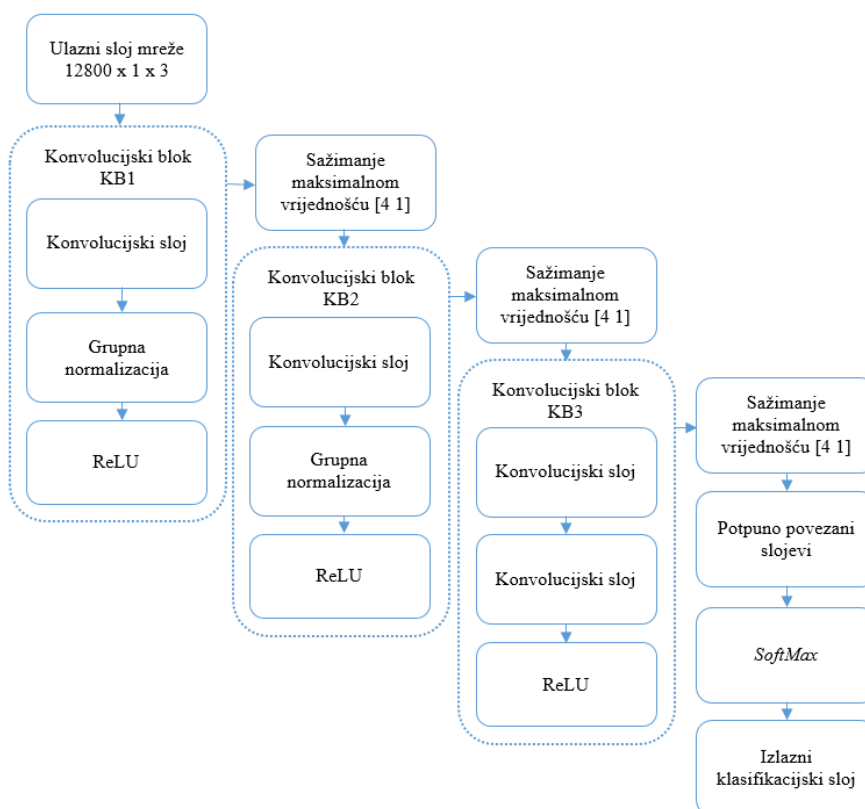 Ulazni sloj mreže
12800 x 1 x 3
Konvolucijski blok
KB1
Konvolucijski sloj
Grupna
normalizacija
ReLU
Sažimanje
maksimalnom
vrijednošću [4 1]
Konvolucijski blok
KB2
Konvolucijski sloj
Grupna
normalizacija
ReLU
Sažimanje
maksimalnom
vrijednošću [4 1]
Konvolucijski blok
KB3
Konvolucijski sloj
Konvolucijski sloj
ReLU
Sažimanje
maksimalnom
vrijednošću [4 1]
Potpuno povezani
slojevi
SoftMax
Izlazni
klasifikacijski sloj